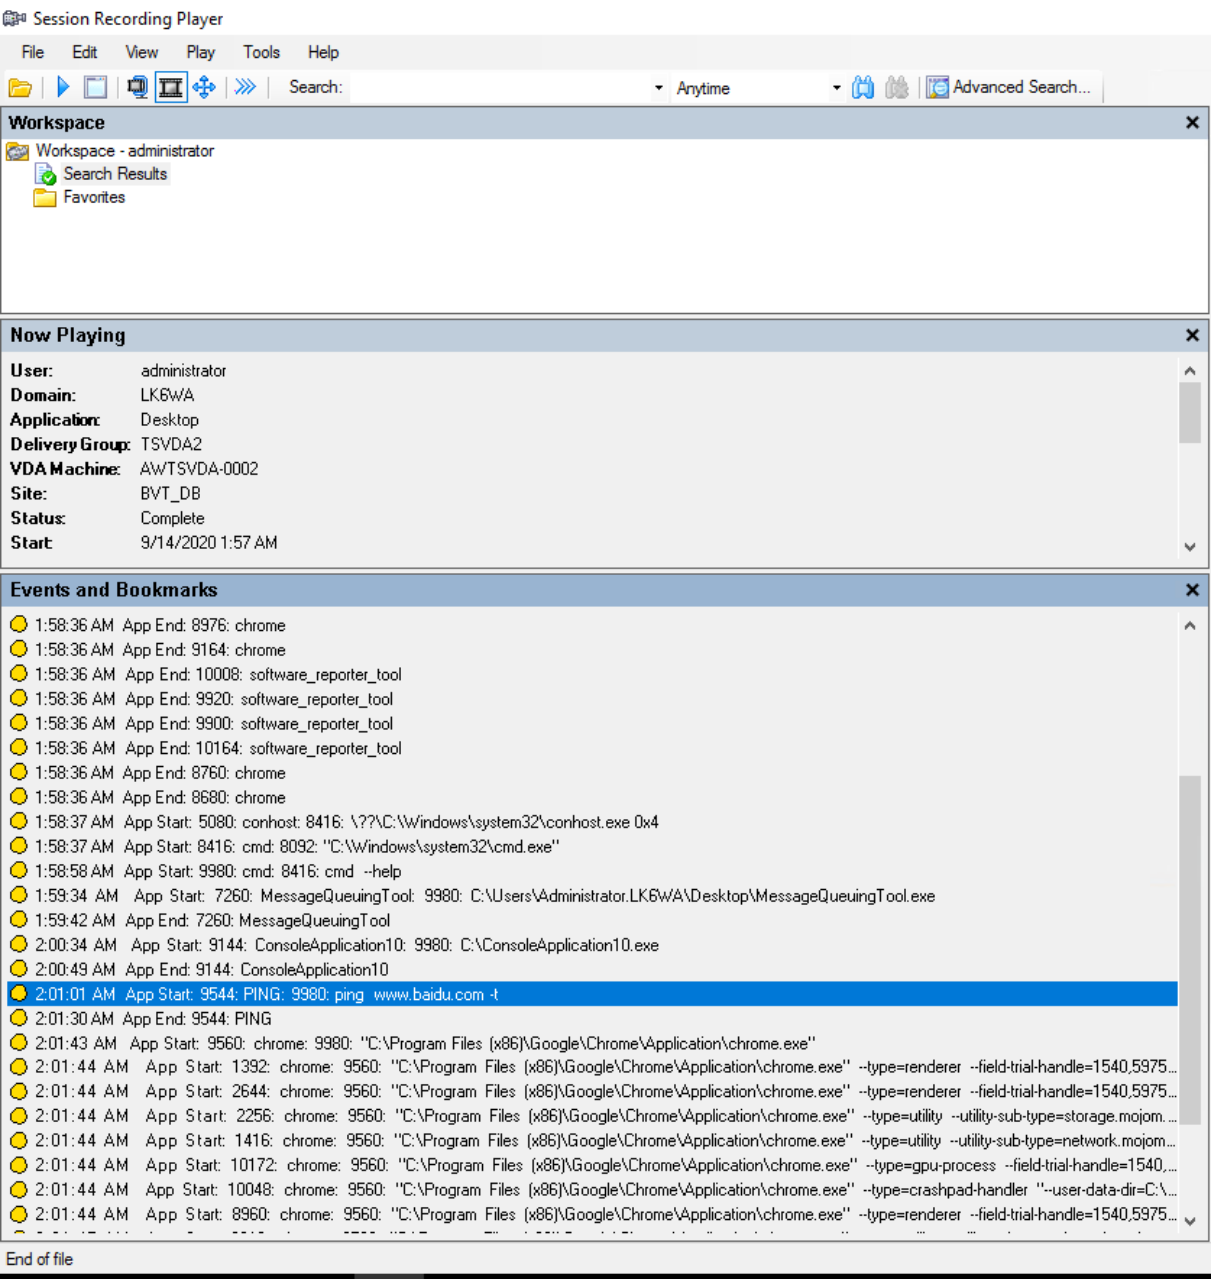 Session Recording Player
File Edit View Play Tools Help
Search: Anytime Advanced Search...
Workspace
Workspace - administrator
Search Results
Favorites
Now Playing
User: administrator
Domain: LK6WA
Application: Desktop
Delivery Group: TSVDA2
VDA Machine: AWTSVDA-0002
Site: BVT_DB
Status: Complete
Start: 9/14/2020 1:57 AM
Events and Bookmarks
1:58:36 AM App End: 8976: chrome
1:58:36 AM App End: 9164: chrome
1:58:36 AM App End: 10008: software_reporter_tool
1:58:36 AM App End: 9920: software_reporter_tool
1:58:36 AM App End: 9900: software_reporter_tool
1:58:36 AM App End: 10164: software_reporter_tool
1:58:36 AM App End: 8760: chrome
1:58:36 AM App End: 8680: chrome
1:58:37 AM App Start: 5080: conhost: 8416: \??\C:\Windows\system32\conhost.exe 0x4
1:58:37 AM App Start: 8416: cmd: 8092: "C:\Windows\system32\cmd.exe"
1:58:58 AM App Start: 9980: cmd: 8416: cmd --help
1:59:34 AM App Start: 7260: MessageQueuingTool: 9980: C:\Users\Administrator.LK6WA\Desktop\MessageQueuingTool.exe
1:59:42 AM App End: 7260: MessageQueuingTool
2:00:34 AM App Start: 9144: ConsoleApplication10: 9980: C:\ConsoleApplication10.exe
2:00:49 AM App End: 9144: ConsoleApplication10
2:01:01 AM App Start: 9544: PING: 9980: ping www.baidu.com -t
2:01:30 AM App End: 9544: PING
2:01:43 AM App Start: 9560: chrome: 9980: "C:\Program Files (x86)\Google\Chrome\Application\chrome.exe"
2:01:44 AM App Start: 1392: chrome: 9560: "C:\Program Files (x86)\Google\Chrome\Application\chrome.exe" --type=renderer --field-trial-handle=1540,5975...
2:01:44 AM App Start: 2644: chrome: 9560: "C:\Program Files (x86)\Google\Chrome\Application\chrome.exe" --type=renderer --field-trial-handle=1540,5975...
2:01:44 AM App Start: 2256: chrome: 9560: "C:\Program Files (x86)\Google\Chrome\Application\chrome.exe" --type=utility --utility-sub-type=storage.mojom....
2:01:44 AM App Start: 1416: chrome: 9560: "C:\Program Files (x86)\Google\Chrome\Application\chrome.exe" --type=utility --utility-sub-type=network.mojom...
2:01:44 AM App Start: 10172: chrome: 9560: "C:\Program Files (x86)\Google\Chrome\Application\chrome.exe" --type=gpu-process --field-trial-handle=1540,...
2:01:44 AM App Start: 10048: chrome: 9560: "C:\Program Files (x86)\Google\Chrome\Application\chrome.exe" --type=crashpad-handler "--user-data-dir=C:\...
2:01:44 AM App Start: 8960: chrome: 9560: "C:\Program Files (x86)\Google\Chrome\Application\chrome.exe" --type=renderer --field-trial-handle=1540,5975...
End of file